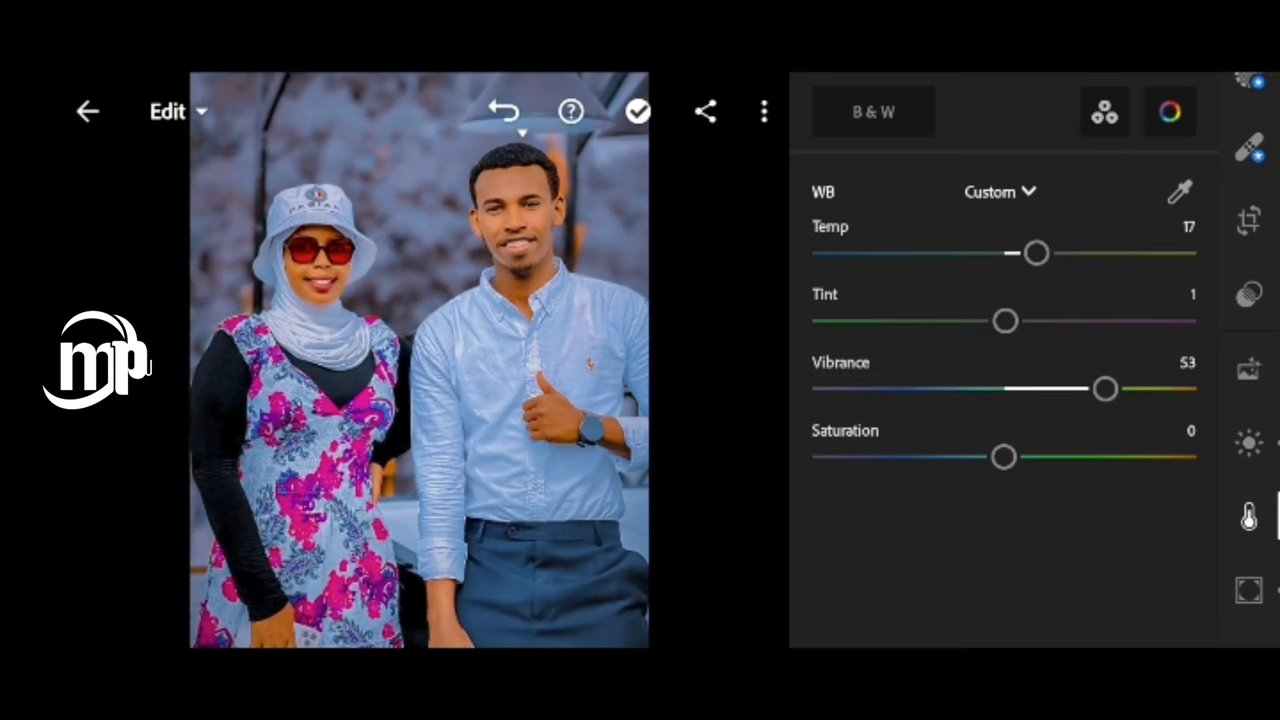 Edit
B & W
WB
Custom
Temp
17
Tint
1
Vibrance
53
Saturation
0
mp